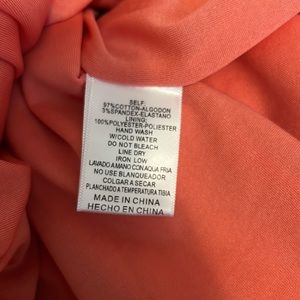 SELF:
97%COTTON-ALGODON
3%SPANDEX-ELASTANO
LINING:
100%POLYESTER-POLIESTER
HAND WASH
W/COLD WATER
DO NOT BLEACH
LINE DRY
IRON LOW
LAVADO A MANO CON AQUA FRIA
NO USE BLANQUEADOR
COLGAR A SECAR
PLANCHADO A TEMPERATURA TIBIA
MADE IN CHINA
HECHO EN CHINA